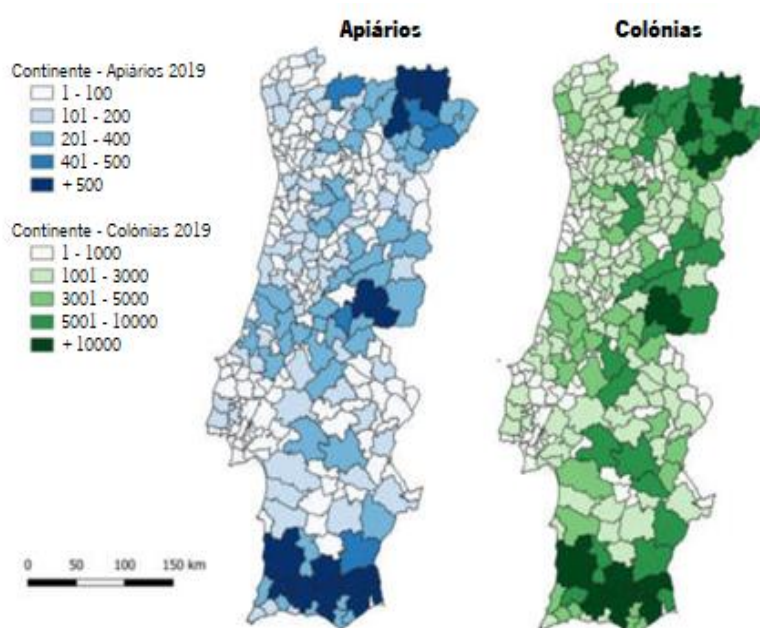 Apiários
Colónias
Continente - Apiários 2019
1 - 100
101 - 200
201 - 400
401 - 500
+ 500
Continente - Colónias 2019
1 - 1000
1001 - 3000
3001 - 5000
5001 - 10000
+ 10000
0 50 100 150 km